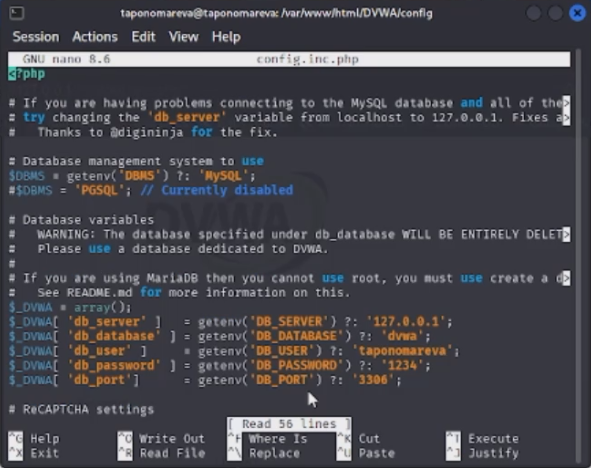 taponomareva@taponomareva: /var/www/html/DVWA/config
Session Actions Edit View Help
GNU nano 8.6 config.inc.php
<?php
# If you are having problems connecting to the MySQL database and all of the>
# try changing the 'db_server' variable from localhost to 127.0.0.1. Fixes a>
# Thanks to @digininja for the fix.
# Database management system to use
$DBMS = getenv('DBMS') ?: 'MySQL';
#$DBMS = 'PGSQL'; // Currently disabled
# Database variables
# WARNING: The database specified under db_database WILL BE ENTIRELY DELET>
# Please use a database dedicated to DVWA.
#
# If you are using MariaDB then you cannot use root, you must use create a d>
# See README.md for more information on this.
$_DVWA = array();
$_DVWA[ 'db_server' ] = getenv('DB_SERVER') ?: '127.0.0.1';
$_DVWA[ 'db_database' ] = getenv('DB_DATABASE') ?: 'dvwa';
$_DVWA[ 'db_user' ] = getenv('DB_USER') ?: 'taponomareva';
$_DVWA[ 'db_password' ] = getenv('DB_PASSWORD') ?: '1234';
$_DVWA[ 'db_port'] = getenv('DB_PORT') ?: '3306';
# ReCAPTCHA settings
[ Read 56 lines ]
^G Help ^O Write Out ^F Where Is ^K Cut ^T Execute
^X Exit ^R Read File ^\ Replace ^U Paste ^J Justify